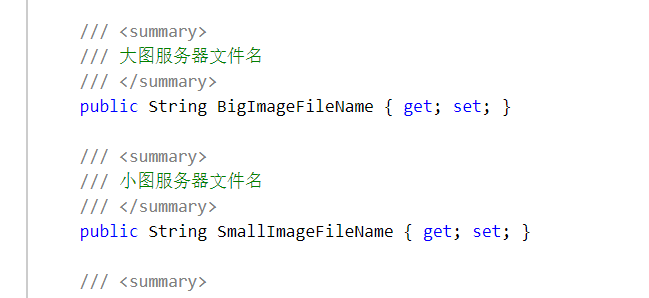 /// <summary>
/// 大图服务器文件名
/// </summary>
public String BigImageFileName { get; set; }
/// <summary>
/// 小图服务器文件名
/// </summary>
public String SmallImageFileName { get; set; }
/// <summary>